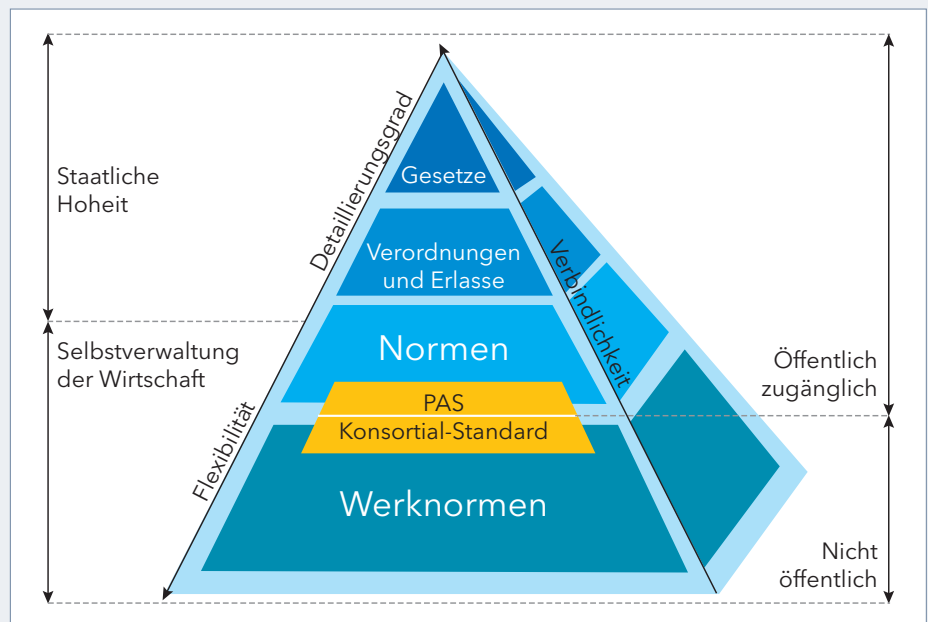 Staatliche
Hoheit
Selbstverwaltung
der Wirtschaft
Detaillierungsgrad
Flexibilität
Gesetze
Verordnungen
und Erlasse
Normen
PAS
Konsortial-Standard
Werknormen
Verbindlichkeit
Öffentlich
zugänglich
Nicht
öffentlich